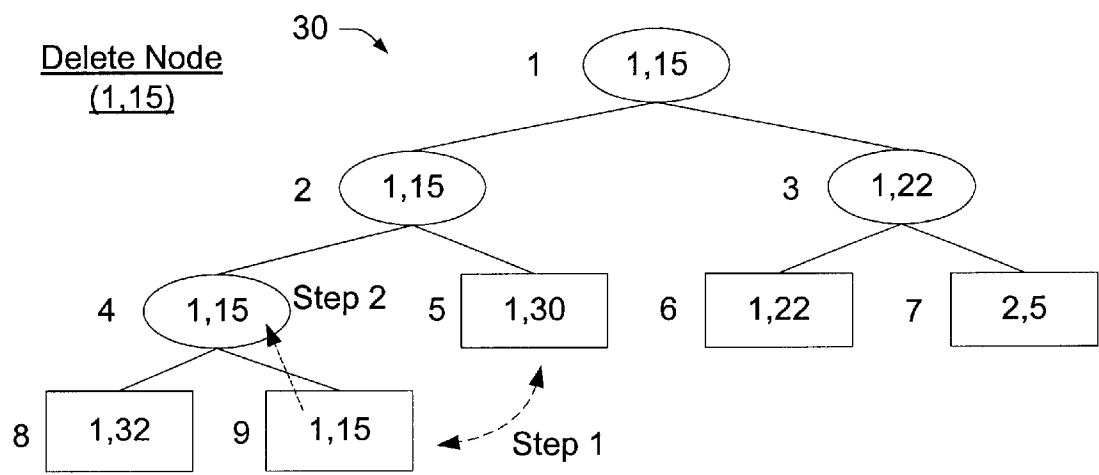 30
Delete Node
(1,15)
1 1,15
2 1,15 3 1,22
4 1,15 Step 2 5 1,30 6 1,22 7 2,5
8 1,32 9 1,15 Step 1